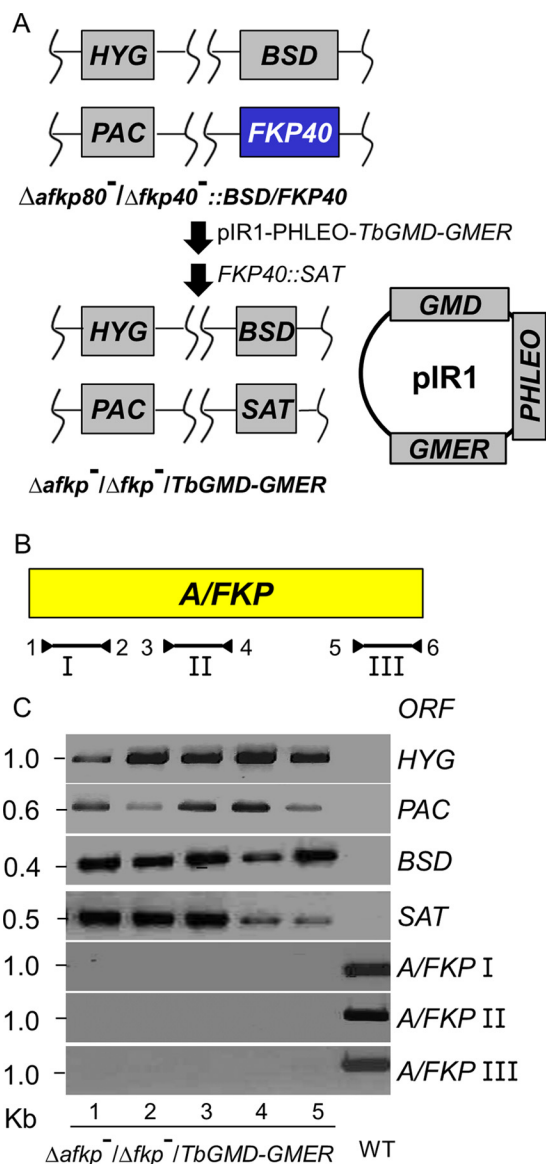 A
HYG BSD
PAC FKP40
Δafkp80⁻/Δfkp40⁻::BSD/FKP40
pIR1-PHLEO-TbGMD-GMER
FKP40::SAT
HYG BSD
PAC SAT
Δafkp⁻/Δfkp⁻/TbGMD-GMER
GMD
pIR1
PHLEO
GMER
B
A/FKP
1 2 3 4 5 6
I II III
C ORF
1.0 HYG
0.6 PAC
0.4 BSD
0.5 SAT
1.0 A/FKP I
1.0 A/FKP II
1.0 A/FKP III
Kb 1 2 3 4 5
Δafkp⁻/Δfkp⁻/TbGMD-GMER WT